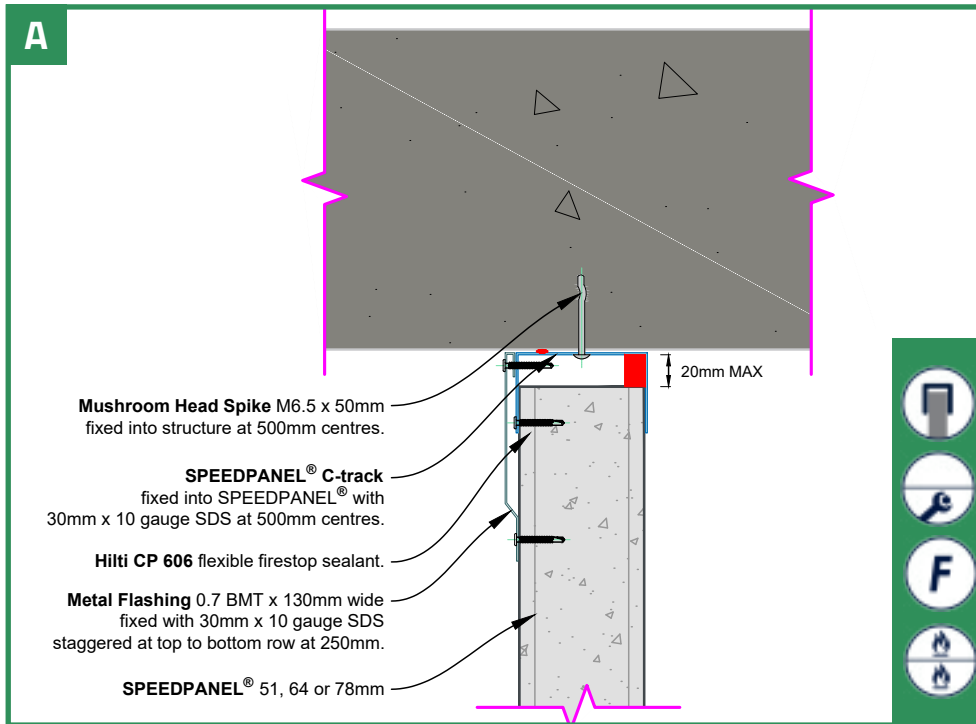 A
20mm MAX
Mushroom Head Spike M6.5 x 50mm
fixed into structure at 500mm centres.
SPEEDPANEL® C-track
fixed into SPEEDPANEL® with
30mm x 10 gauge SDS at 500mm centres.
Hilti CP 606 flexible firestop sealant.
Metal Flashing 0.7 BMT x 130mm wide
fixed with 30mm x 10 gauge SDS
staggered at top to bottom row at 250mm.
SPEEDPANEL® 51, 64 or 78mm
F